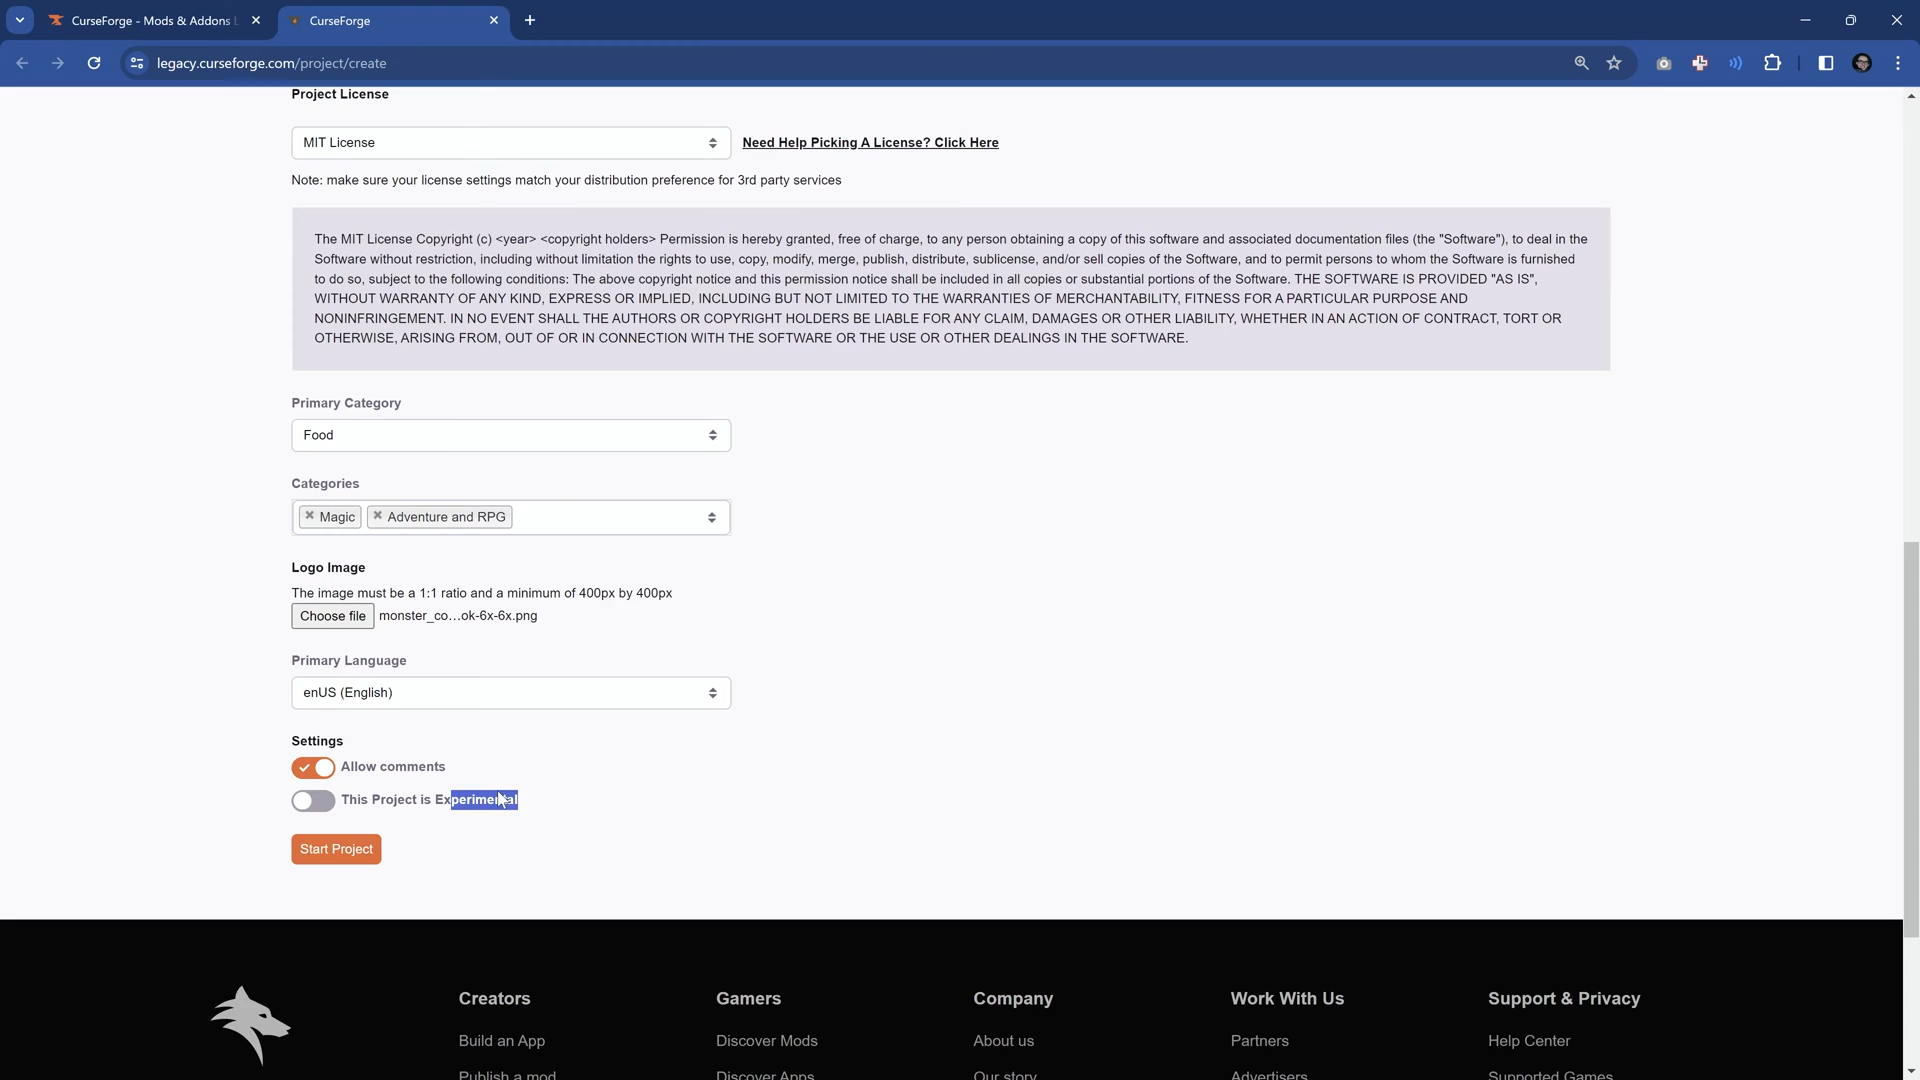 CurseForge - Mods & Addons
CurseForge
legacy.curseforge.com/project/create
Project License
MIT License
Need Help Picking A License? Click Here
Note: make sure your license settings match your distribution preference for 3rd party services
The MIT License Copyright (c) <year> <copyright holders> Permission is hereby granted, free of charge, to any person obtaining a copy of this software and associated documentation files (the "Software"), to deal in the
Software without restriction, including without limitation the rights to use, copy, modify, merge, publish, distribute, sublicense, and/or sell copies of the Software, and to permit persons to whom the Software is furnished
to do so, subject to the following conditions: The above copyright notice and this permission notice shall be included in all copies or substantial portions of the Software. THE SOFTWARE IS PROVIDED "AS IS",
WITHOUT WARRANTY OF ANY KIND, EXPRESS OR IMPLIED, INCLUDING BUT NOT LIMITED TO THE WARRANTIES OF MERCHANTABILITY, FITNESS FOR A PARTICULAR PURPOSE AND
NONINFRINGEMENT. IN NO EVENT SHALL THE AUTHORS OR COPYRIGHT HOLDERS BE LIABLE FOR ANY CLAIM, DAMAGES OR OTHER LIABILITY, WHETHER IN AN ACTION OF CONTRACT, TORT OR
OTHERWISE, ARISING FROM, OUT OF OR IN CONNECTION WITH THE SOFTWARE OR THE USE OR OTHER DEALINGS IN THE SOFTWARE.
Primary Category
Food
Categories
Magic
Adventure and RPG
Logo Image
The image must be a 1:1 ratio and a minimum of 400px by 400px
Choose file monster_co...ok-6x-6x.png
Primary Language
enUS (English)
Settings
Allow comments
This Project is Experimental
Start Project
Creators
Gamers
Company
Work With Us
Support & Privacy
Build an App
Discover Mods
About us
Partners
Help Center
Publish a mod
Discover Apps
Our story
Advertisers
Supported Games